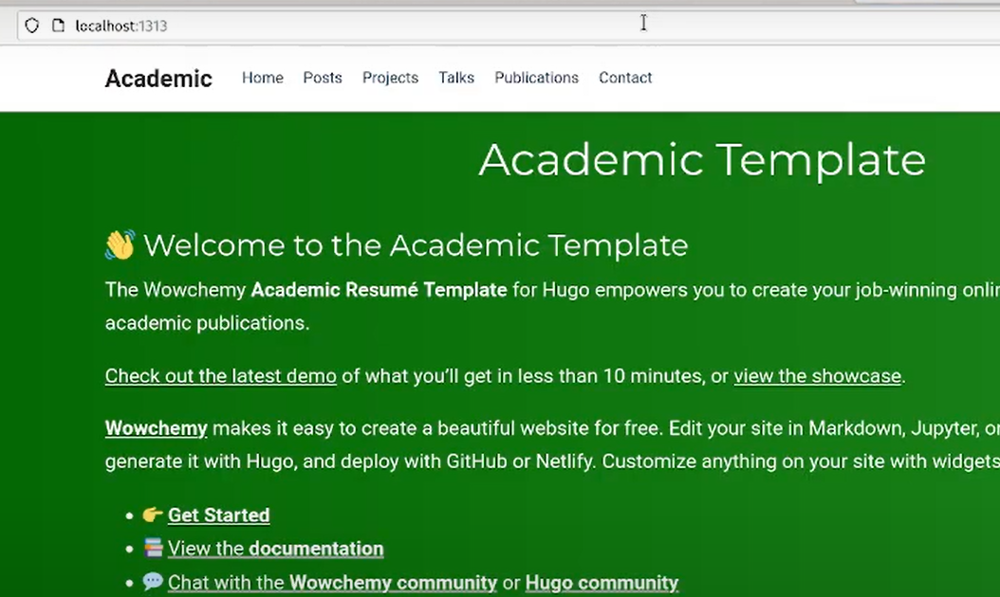 localhost:1313
Academic Home Posts Projects Talks Publications Contact
Academic Template
👋 Welcome to the Academic Template
The Wowchemy Academic Resumé Template for Hugo empowers you to create your job-winning
academic publications.
Check out the latest demo of what you’ll get in less than 10 minutes, or view the showcase.
Wowchemy makes it easy to create a beautiful website for free. Edit your site in Markdown, Jupyter,
generate it with Hugo, and deploy with GitHub or Netlify. Customize anything on your site with widgets
• 👉 Get Started
• 📚 View the documentation
• 💬 Chat with the Wowchemy community or Hugo community